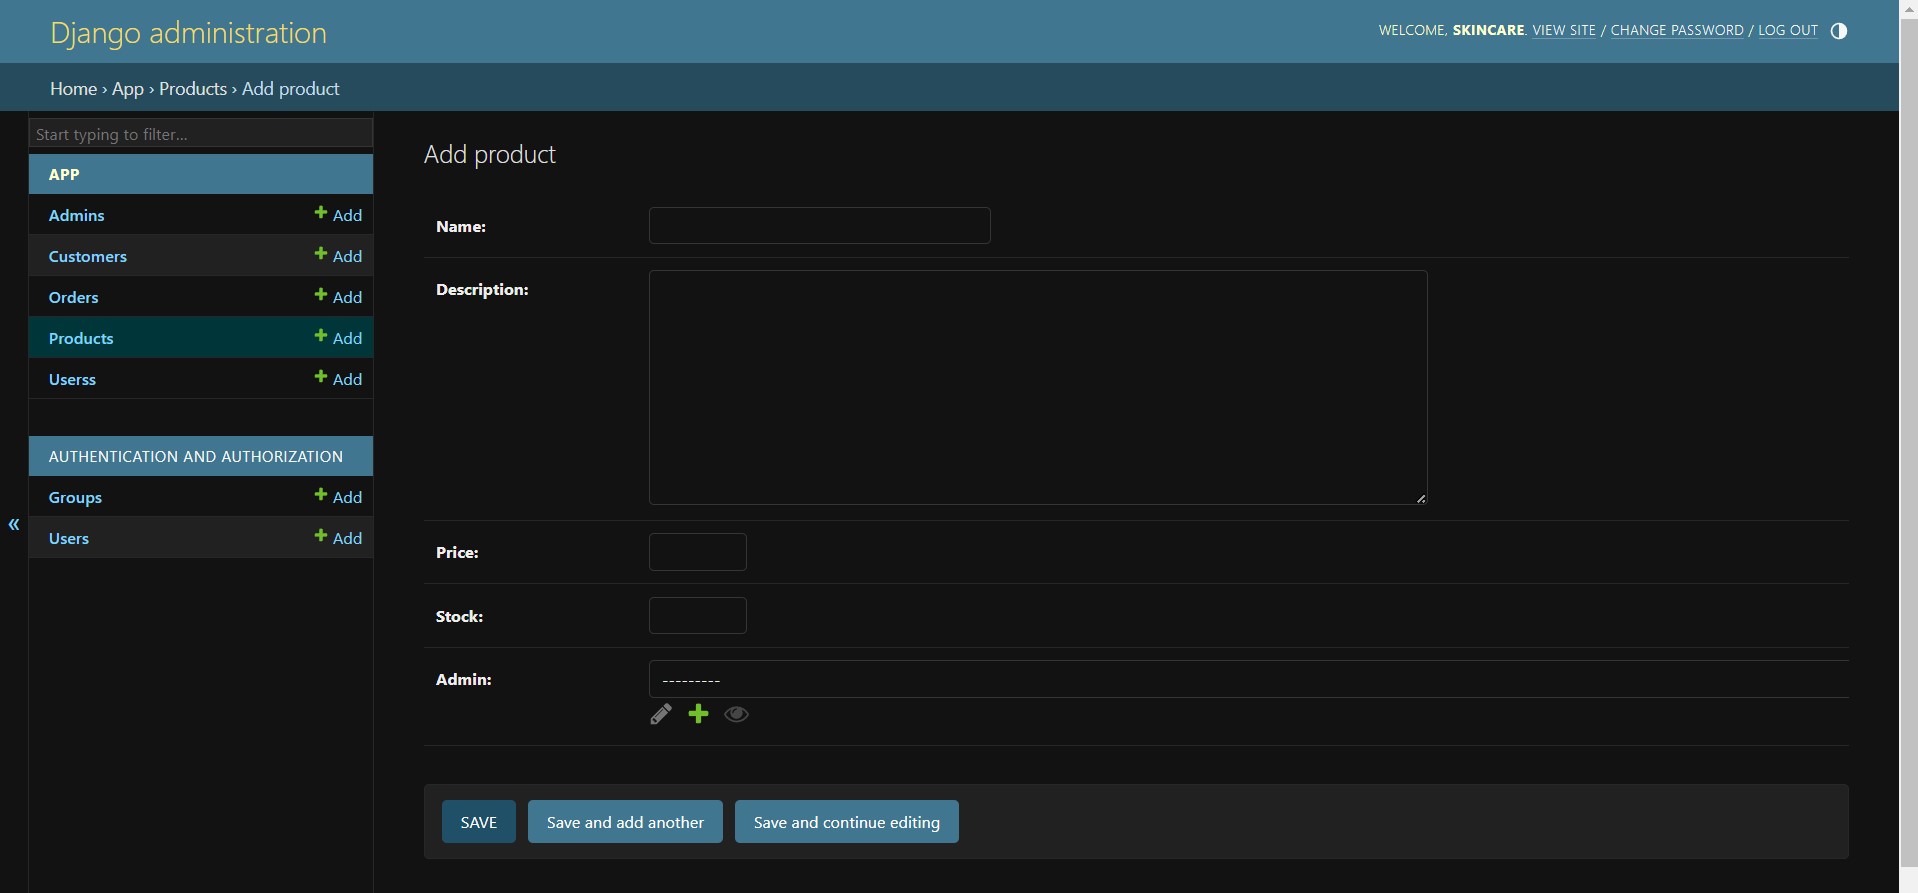 Django administration
WELCOME, SKINCARE. VIEW SITE / CHANGE PASSWORD / LOG OUT
Home › App › Products › Add product
Start typing to filter...
APP
Admins Add
Customers Add
Orders Add
Products Add
Userss Add
AUTHENTICATION AND AUTHORIZATION
Groups Add
Users Add
«
Add product
Name:
Description:
Price:
Stock:
Admin: ---------
SAVE Save and add another Save and continue editing